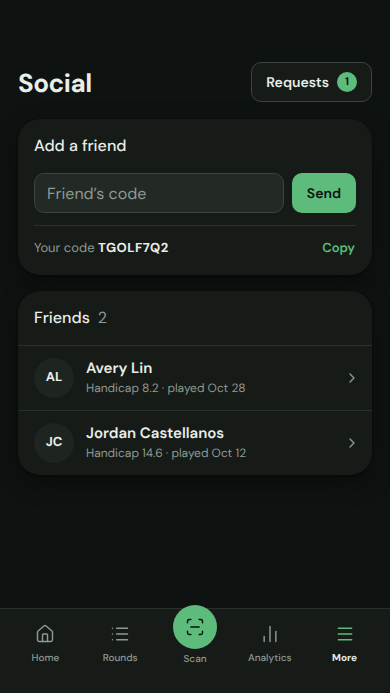 Social
Requests 1
Add a friend
Friend's code
Send
Your code TGOLF7Q2
Copy
Friends 2
AL
Avery Lin
Handicap 8.2 · played Oct 28
JC
Jordan Castellanos
Handicap 14.6 · played Oct 12
Home
Rounds
Scan
Analytics
More